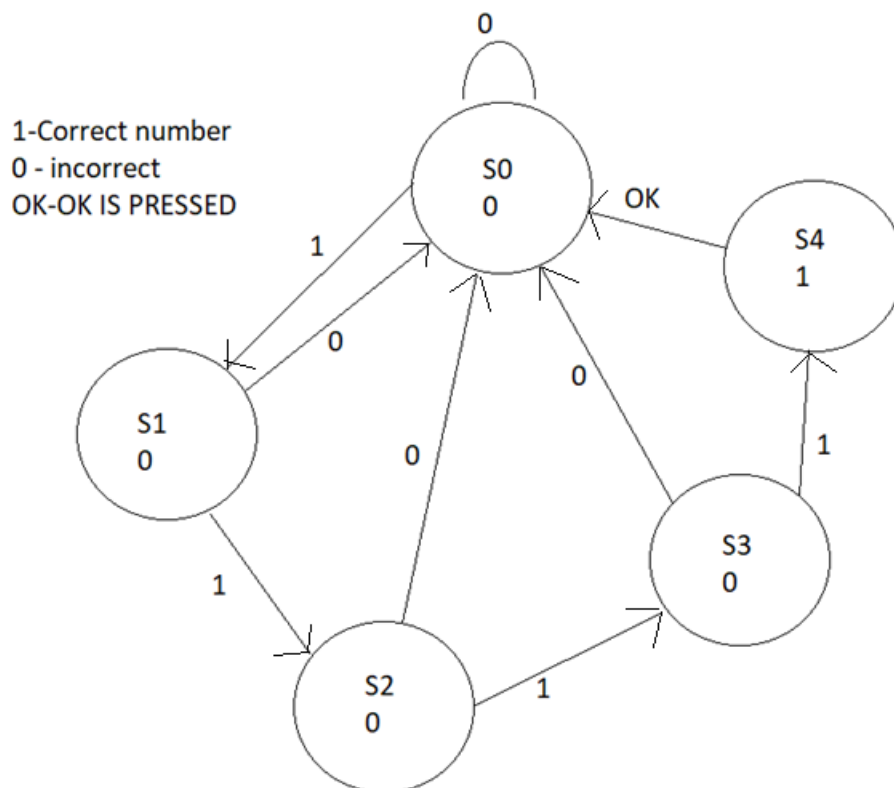 0
1-Correct number
0 - incorrect
OK-OK IS PRESSED
S0
0
OK
S4
1
1
0
0
0
1
S1
0
1
S2
0
1
S3
0